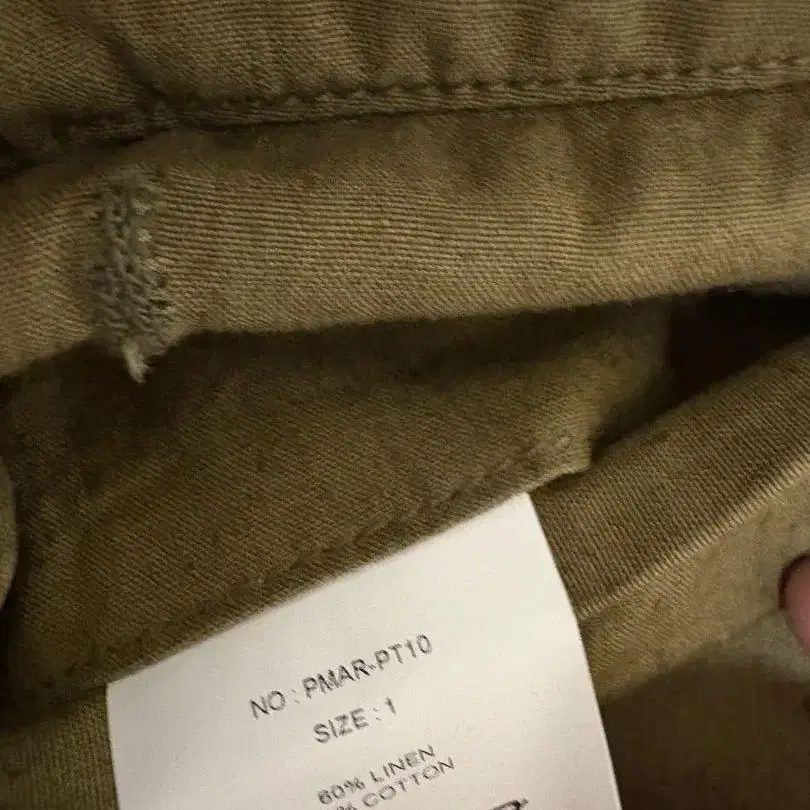 NO : PMAR-PT10
SIZE : 1
60% LINEN
% COTTON